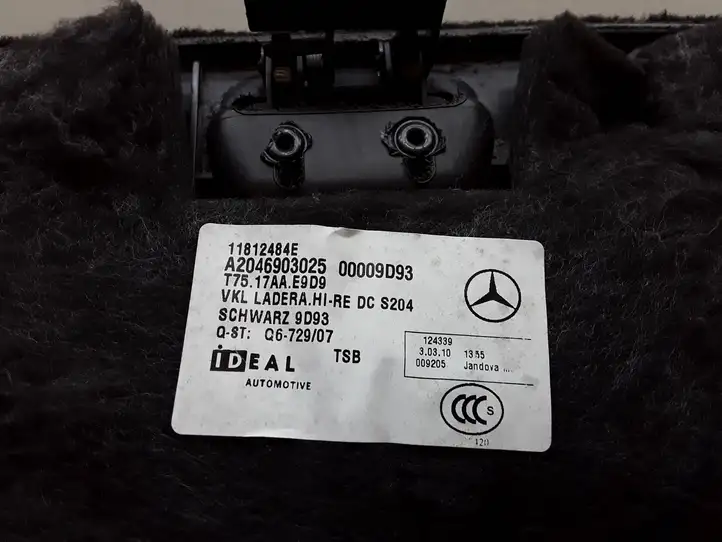 11812484E
A2046903025 00009D93
T75.17AA.E9D9
VKL LADERA.HI-RE DC S204
SCHWARZ 9D93
Q-ST: Q6-729/07
iDEAL TSB
AUTOMOTIVE
124339
3.03.10 13:55
009205 Jandova
CCC S
120